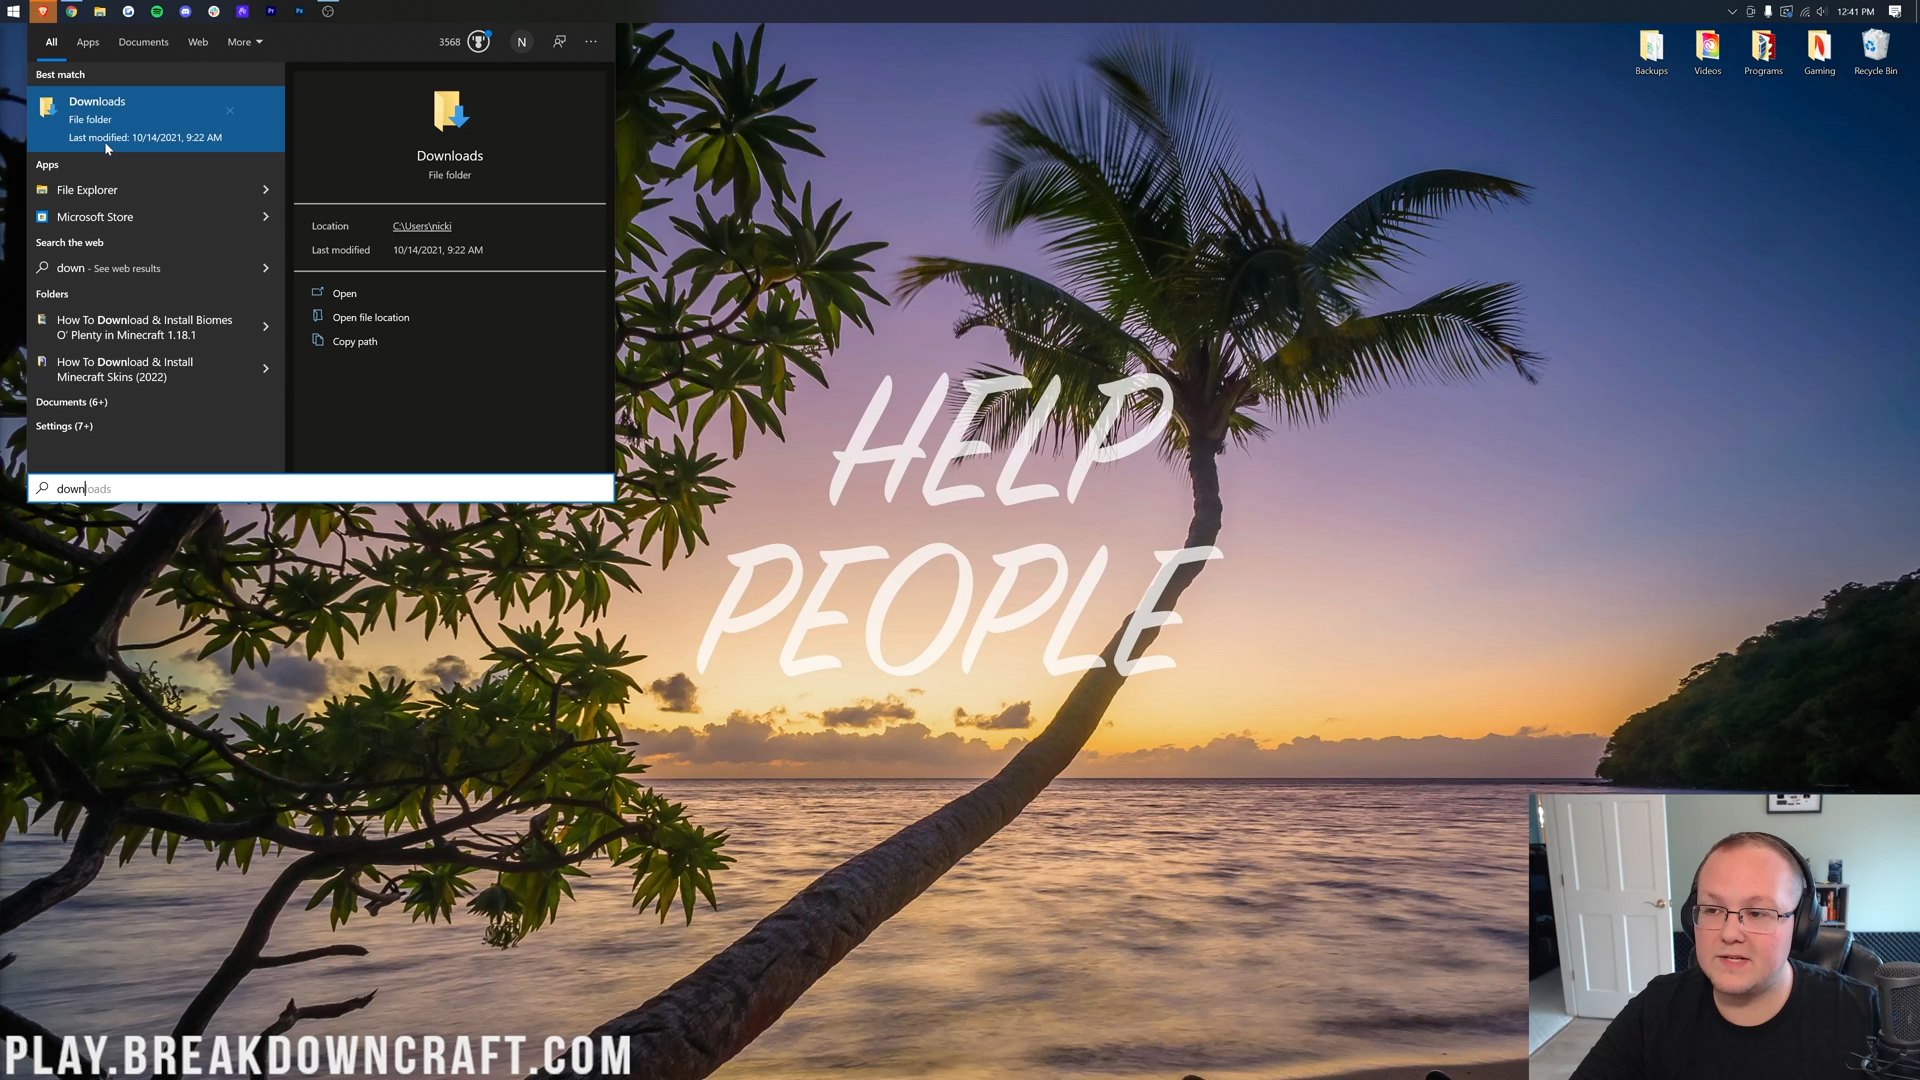 12:41 PM
All Apps Documents Web More 3568 N ...
Best match
Downloads
File folder
Last modified: 10/14/2021, 9:22 AM
Apps
File Explorer
Microsoft Store
Search the web
down - See web results
Folders
How To Download & Install Biomes
O' Plenty in Minecraft 1.18.1
How To Download & Install
Minecraft Skins (2022)
Documents (6+)
Settings (7+)
downloads
Downloads
File folder
Location C:\Users\nicki
Last modified 10/14/2021, 9:22 AM
Open
Open file location
Copy path
Backups
Videos
Programs
Gaming
Recycle Bin
HELP
PEOPLE
PLAY.BREAKDOWNCRAFT.COM